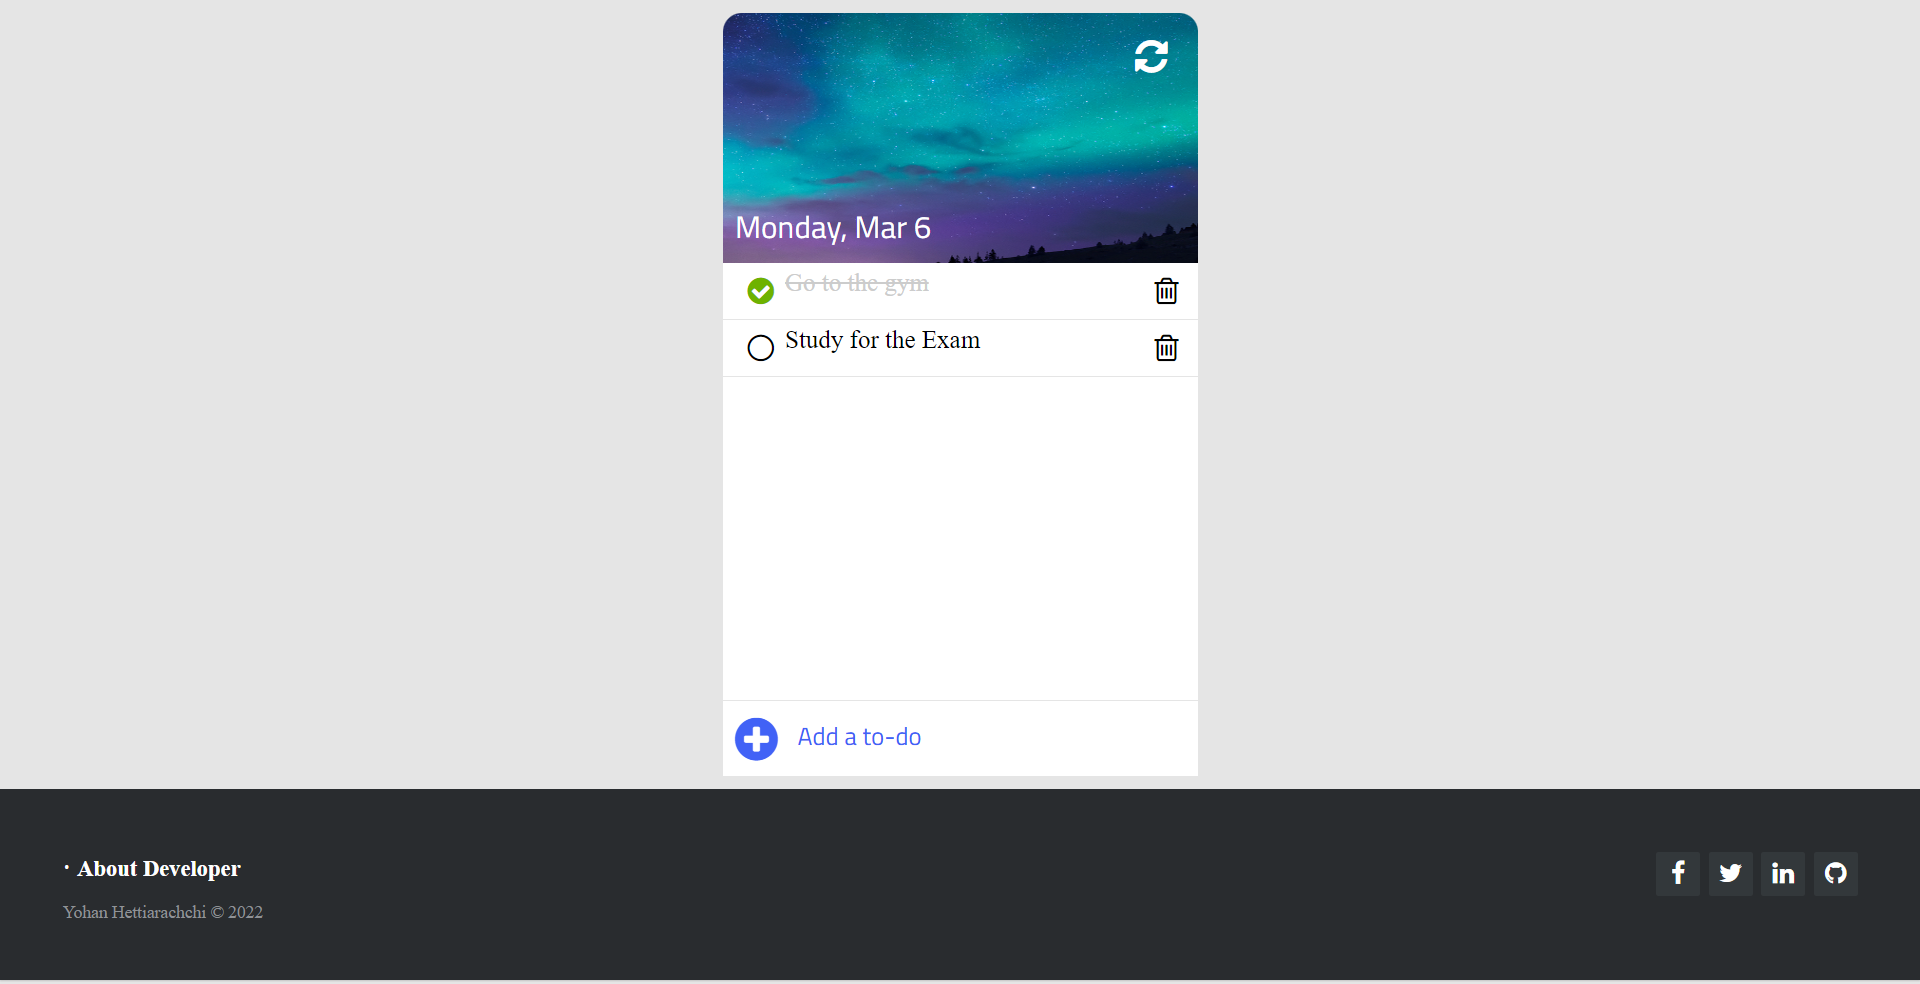 Monday, Mar 6
Go to the gym
Study for the Exam
Add a to-do
· About Developer
Yohan Hettiarachchi © 2022